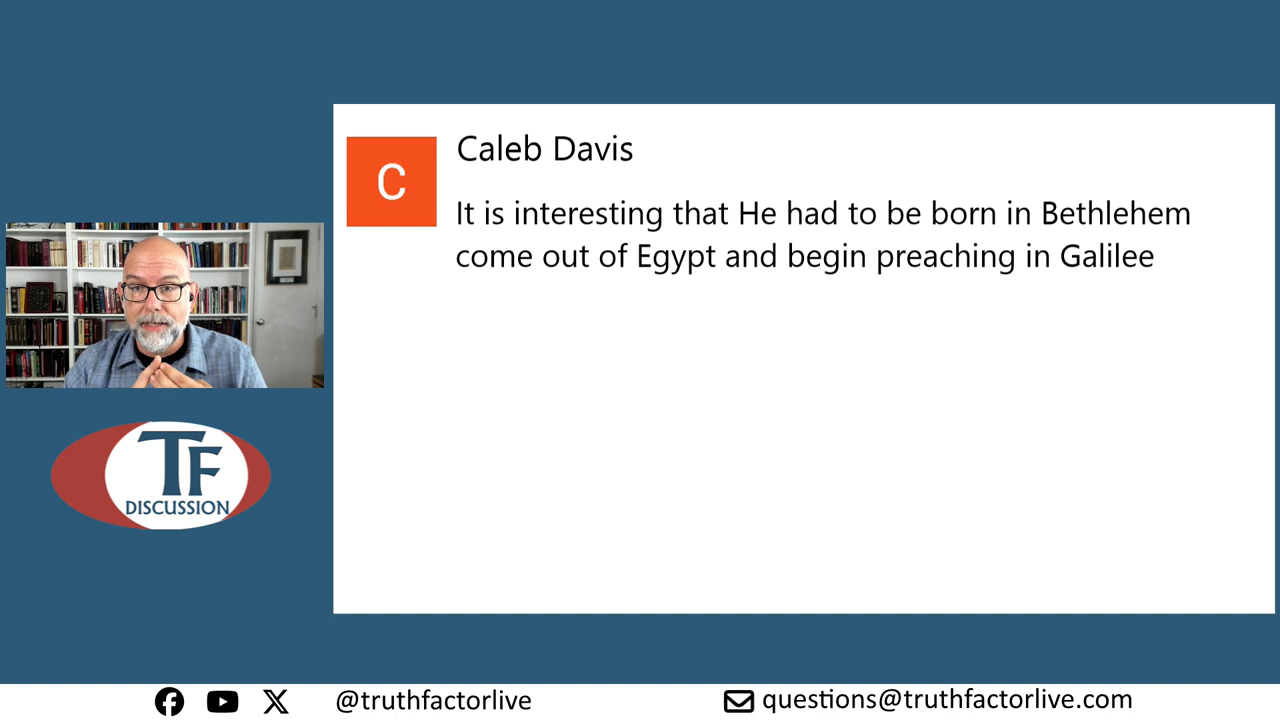 C
Caleb Davis
It is interesting that He had to be born in Bethlehem
come out of Egypt and begin preaching in Galilee
TF
DISCUSSION
@truthfactorlive
questions@truthfactorlive.com